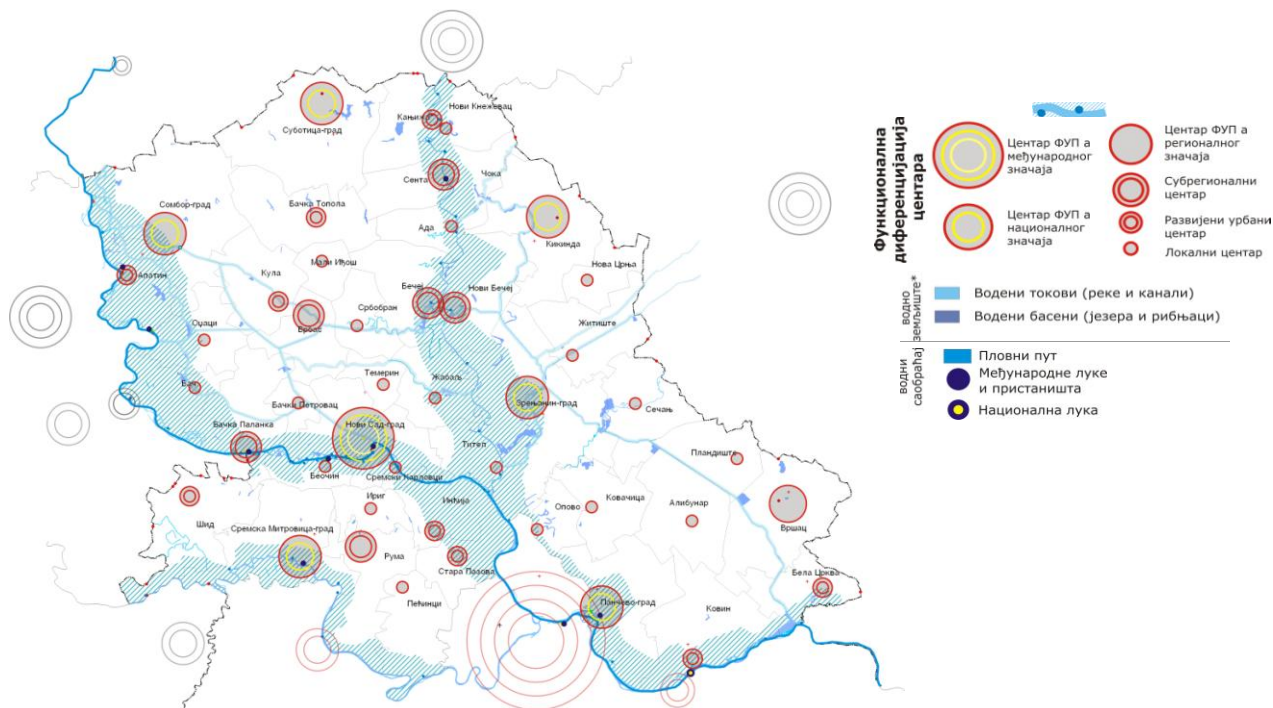 Нови Кнежевац
Кањижа
Суботица-град
Чока
Сента
Сомбор-град
Бачка Топола
Ада
Кикинда
Мали Иђош
Нова Црња
Апатин
Кула
Бечеј
Нови Бечеј
Србобран
Врбас
Житиште
Оџаци
Темерин
Жабаљ
Бач
Зрењанин-град
Бачки Петровац
Сечањ
Бачка Паланка
Нови Сад-град
Тител
Пландиште
Беочин
Сремски Карловци
Ириг
Инђија
Опово
Ковачица
Алибунар
Вршац
Шид
Сремска Митровица-град
Рума
Стара Пазова
Бела Црква
Пећинци
Панчево-град
Ковин
Функционална
диференцијација
центара
Центар ФУП а
међународног
значаја
Центар ФУП а
националног
значаја
Центар ФУП а
регионалног
значаја
Субрегионални
центар
Развијени урбани
центар
Локални центар
водно
земљиште*
Водени токови (реке и канали)
Водени басени (језера и рибњаци)
водни
саобраћај
Пловни пут
Међународне луке
и пристаништа
Национална лука